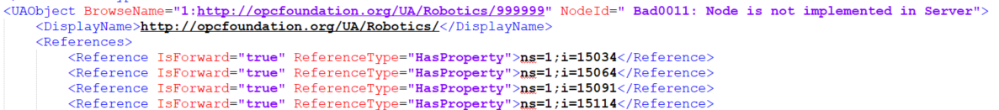 <UAObject BrowseName="1:http://opcfoundation.org/UA/Robotics/999999" NodeId=" Bad0011: Node is not implemented in Server">
<DisplayName>http://opcfoundation.org/UA/Robotics/</DisplayName>
<References>
<Reference IsForward="true" ReferenceType="HasProperty">ns=1;i=15034</Reference>
<Reference IsForward="true" ReferenceType="HasProperty">ns=1;i=15064</Reference>
<Reference IsForward="true" ReferenceType="HasProperty">ns=1;i=15091</Reference>
<Reference IsForward="true" ReferenceType="HasProperty">ns=1;i=15114</Reference>